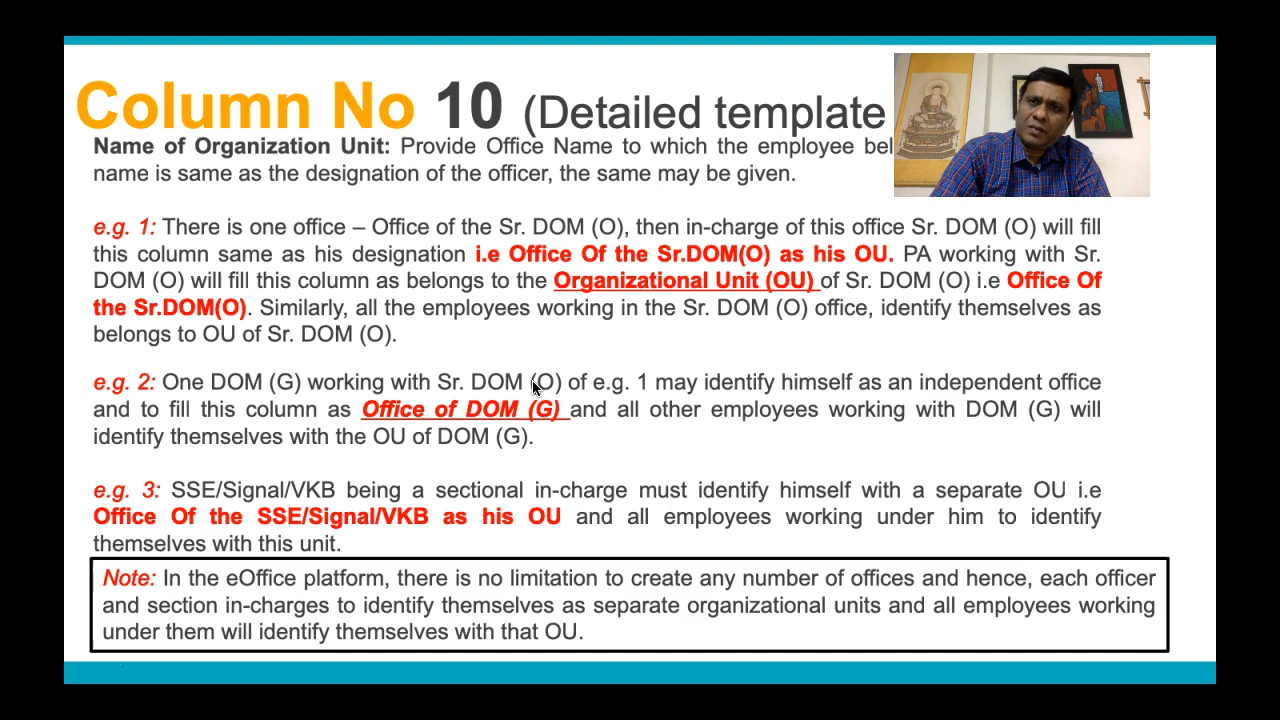 Column No 10 (Detailed template
Name of Organization Unit: Provide Office Name to which the employee bel
name is same as the designation of the officer, the same may be given.
e.g. 1: There is one office – Office of the Sr. DOM (O), then in-charge of this office Sr. DOM (O) will fill
this column same as his designation i.e Office Of the Sr.DOM(O) as his OU. PA working with Sr.
DOM (O) will fill this column as belongs to the Organizational Unit (OU) of Sr. DOM (O) i.e Office Of
the Sr.DOM(O). Similarly, all the employees working in the Sr. DOM (O) office, identify themselves as
belongs to OU of Sr. DOM (O).
e.g. 2: One DOM (G) working with Sr. DOM (O) of e.g. 1 may identify himself as an independent office
and to fill this column as Office of DOM (G) and all other employees working with DOM (G) will
identify themselves with the OU of DOM (G).
e.g. 3: SSE/Signal/VKB being a sectional in-charge must identify himself with a separate OU i.e
Office Of the SSE/Signal/VKB as his OU and all employees working under him to identify
themselves with this unit.
Note: In the eOffice platform, there is no limitation to create any number of offices and hence, each officer
and section in-charges to identify themselves as separate organizational units and all employees working
under them will identify themselves with that OU.